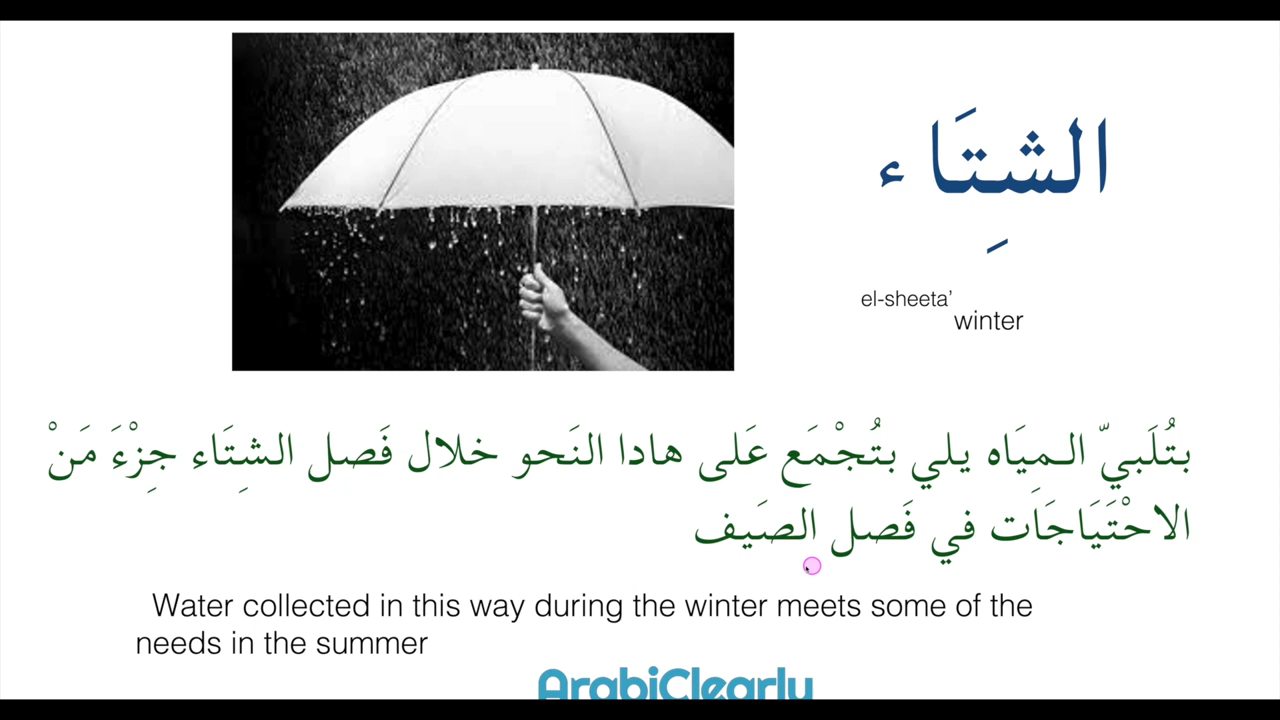 الشتَِاء
el-sheeta’
winter
بتُلَبيّ الـمِيَاه يلي بتُجْمَع عَلى هادا النَحو خلال فَصل الشِتَاء جِزْءَ مَنْ
الاحْتَيَاجَات في فَصل الصَيف
Water collected in this way during the winter meets some of the
needs in the summer
ArabiClearly